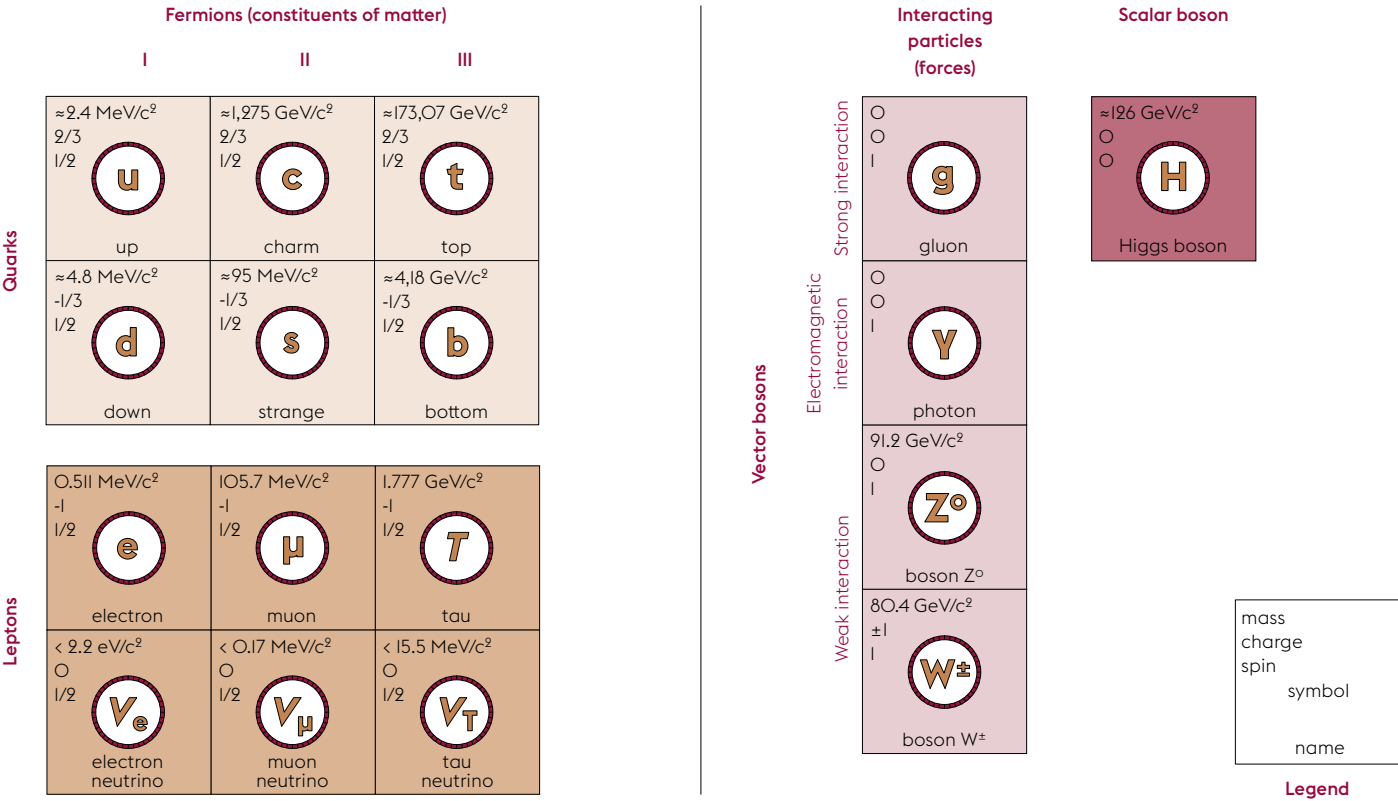 Fermions (constituents of matter)
I
II
III
Quarks
≈2.4 MeV/c²
2/3
1/2
u
up
≈1,275 GeV/c²
2/3
1/2
c
charm
≈173,07 GeV/c²
2/3
1/2
t
top
≈4.8 MeV/c²
-1/3
1/2
d
down
≈95 MeV/c²
-1/3
1/2
s
strange
≈4,18 GeV/c²
-1/3
1/2
b
bottom
Leptons
0.511 MeV/c²
-1
1/2
e
electron
105.7 MeV/c²
-1
1/2
μ
muon
1.777 GeV/c²
-1
1/2
T
tau
< 2.2 eV/c²
0
1/2
Vₑ
electron
neutrino
< 0.17 MeV/c²
0
1/2
V_μ
muon
neutrino
< 15.5 MeV/c²
0
1/2
V_T
tau
neutrino
Interacting
particles
(forces)
Vector bosons
Strong interaction
0
0
1
g
gluon
Electromagnetic
interaction
0
0
1
γ
photon
Weak interaction
91.2 GeV/c²
0
1
Z⁰
boson Z⁰
80.4 GeV/c²
±1
1
W±
boson W±
Scalar boson
≈126 GeV/c²
0
0
H
Higgs boson
mass
charge
spin
symbol
name
Legend